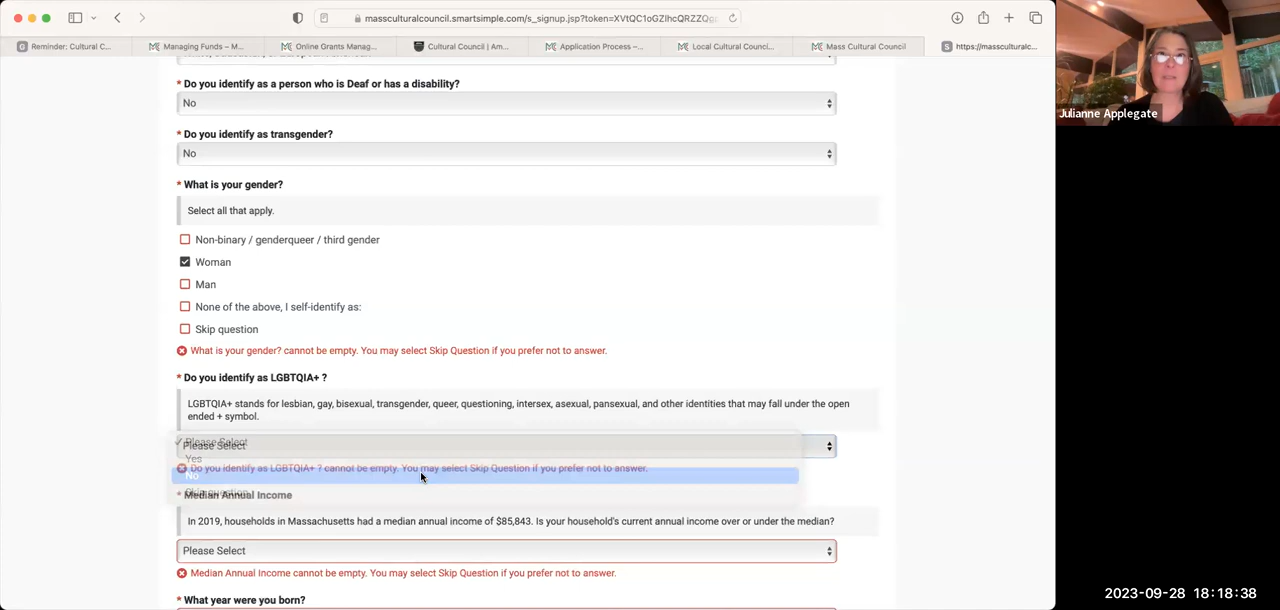 massculturalcouncil.smartsimple.com/s_signup.jsp?token=XVtQC1oGZIhcQRZZQ
Reminder: Cultural C...
Managing Funds – M...
Online Grants Manag...
Cultural Council | Am...
Application Process –...
Local Cultural Counci...
Mass Cultural Council
https://massculturalc...
Julianne Applegate
* Do you identify as a person who is Deaf or has a disability?
No
* Do you identify as transgender?
No
* What is your gender?
Select all that apply.
Non-binary / genderqueer / third gender
Woman
Man
None of the above, I self-identify as:
Skip question
What is your gender? cannot be empty. You may select Skip Question if you prefer not to answer.
* Do you identify as LGBTQIA+ ?
LGBTQIA+ stands for lesbian, gay, bisexual, transgender, queer, questioning, intersex, asexual, pansexual, and other identities that may fall under the open
ended + symbol.
✓ Please Select
Please Select
Yes
Do you identify as LGBTQIA+ ? cannot be empty. You may select Skip Question if you prefer not to answer.
No
Skip question
* Median Annual Income
In 2019, households in Massachusetts had a median annual income of $85,843. Is your household's current annual income over or under the median?
Please Select
Median Annual Income cannot be empty. You may select Skip Question if you prefer not to answer.
* What year were you born?
2023-09-28 18:18:38